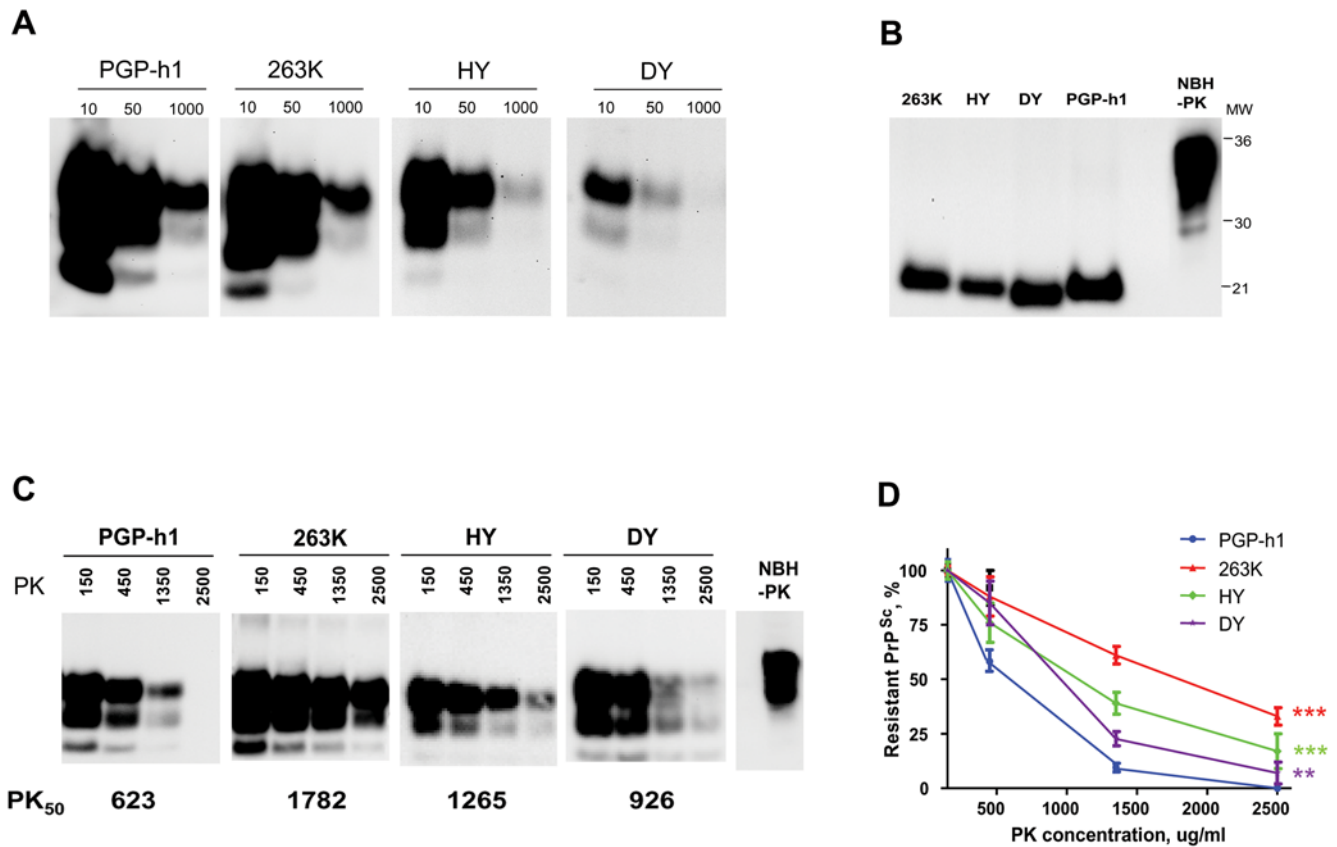 A
PGP-h1 263K HY DY
10 50 1000 10 50 1000 10 50 1000 10 50 1000
B
263K HY DY PGP-h1 NBH
-PK MW
36
30
21
C
PGP-h1 263K HY DY
PK 150 450 1350 2500 150 450 1350 2500 150 450 1350 2500 150 450 1350 2500 NBH
-PK
PK50 623 1782 1265 926
D
PGP-h1
263K
HY
DY
Resistant PrPSc, %
100
75
50
25
0
***
***
**
500 1000 1500 2000 2500
PK concentration, ug/ml